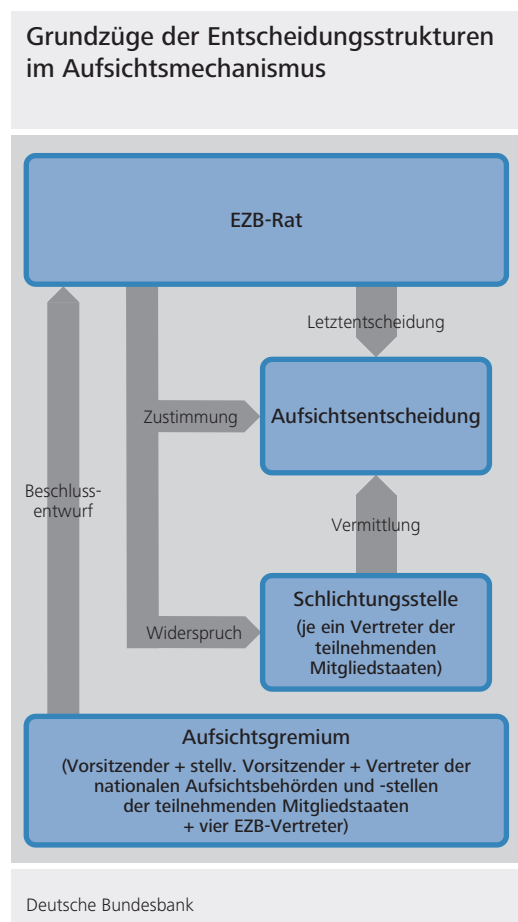 Grundzüge der Entscheidungsstrukturen
im Aufsichtsmechanismus
EZB-Rat
Letztentscheidung
Zustimmung
Aufsichtsentscheidung
Beschluss-
entwurf
Vermittlung
Schlichtungsstelle
(je ein Vertreter der
teilnehmenden
Mitgliedstaaten)
Widerspruch
Aufsichtsgremium
(Vorsitzender + stellv. Vorsitzender + Vertreter der
nationalen Aufsichtsbehörden und -stellen
der teilnehmenden Mitgliedstaaten
+ vier EZB-Vertreter)
Deutsche Bundesbank